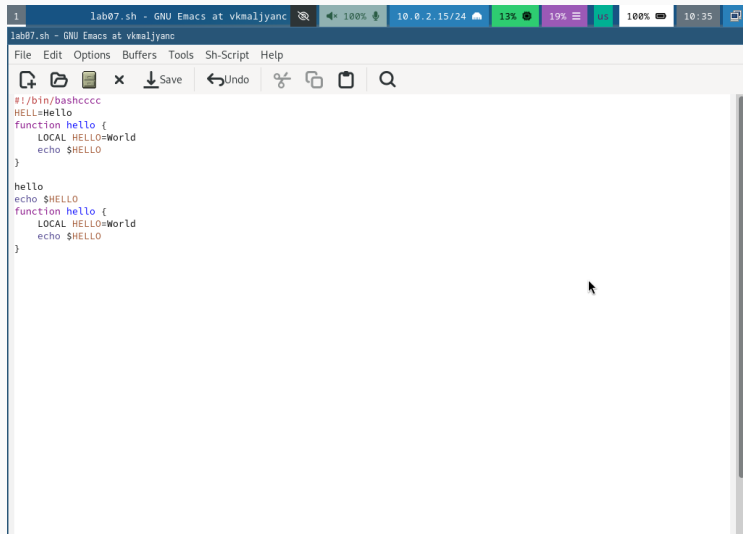 1 lab07.sh - GNU Emacs at vkmaljyanc 100% 10.0.2.15/24 13% 19% us 100% 10:35
lab07.sh - GNU Emacs at vkmaljyanc
File Edit Options Buffers Tools Sh-Script Help
Save Undo
#!/bin/bashcccc
HELL=Hello
function hello {
    LOCAL HELLO=World
    echo $HELLO
}
hello
echo $HELLO
function hello {
    LOCAL HELLO=World
    echo $HELLO
}